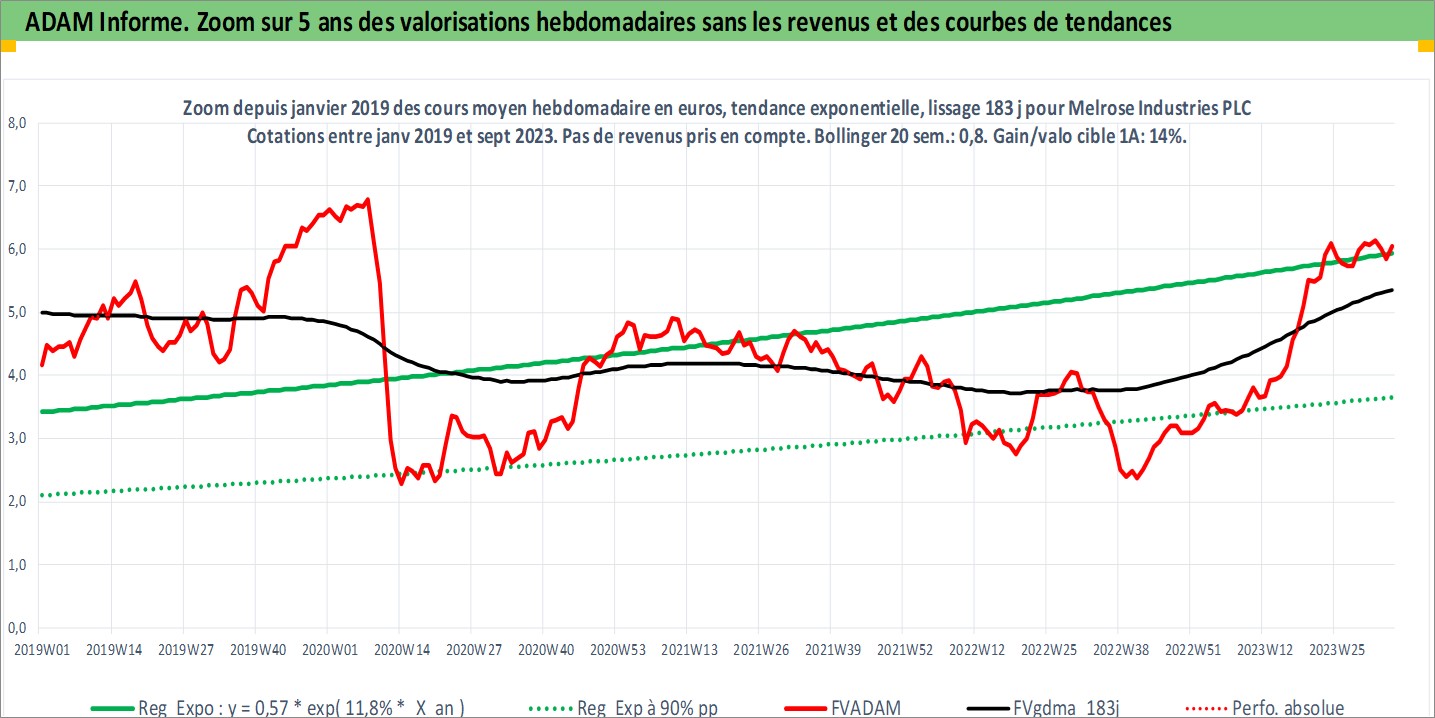 ADAM Informe. Zoom sur 5 ans des valorisations hebdomadaires sans les revenus et des courbes de tendances
Zoom depuis janvier 2019 des cours moyen hebdomadaire en euros, tendance exponentielle, lissage 183 j pour Melrose Industries PLC
Cotations entre janv 2019 et sept 2023. Pas de revenus pris en compte. Bollinger 20 sem.: 0,8. Gain/valo cible 1A: 14%.
8,0
7,0
6,0
5,0
4,0
3,0
2,0
1,0
0,0
2019W01 2019W14 2019W27 2019W40 2020W01 2020W14 2020W27 2020W40 2020W53 2021W13 2021W26 2021W39 2021W52 2022W12 2022W25 2022W38 2022W51 2023W12 2023W25
Reg Expo : y = 0,57 * exp( 11,8% * X an ) Reg Exp à 90% pp FVADAM FVgdma 183j Perfo. absolue